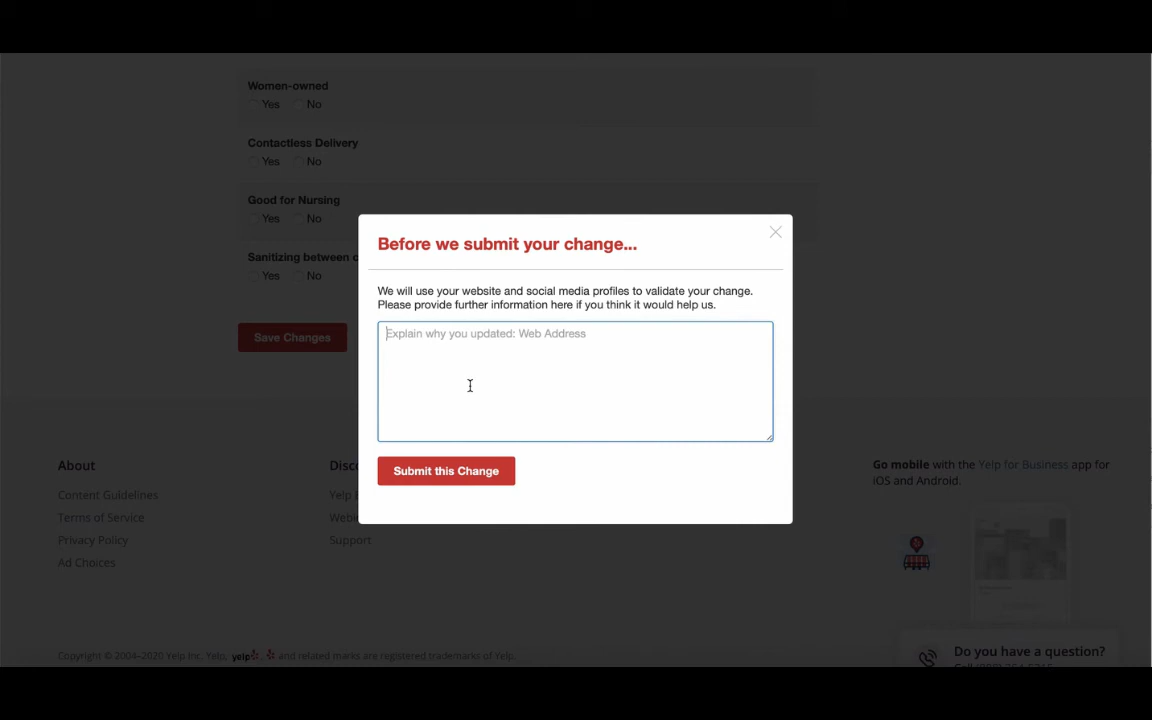 Women-owned
Yes No
Contactless Delivery
Yes No
Good for Nursing
Yes No
Sanitizing between
Yes No
Save Changes
Before we submit your change...
We will use your website and social media profiles to validate your change.
Please provide further information here if you think it would help us.
Explain why you updated: Web Address
Submit this Change
About
Content Guidelines
Terms of Service
Privacy Policy
Ad Choices
Yelp
Support
Go mobile with the Yelp for Business app for
iOS and Android.
Copyright © 2004–2020 Yelp Inc. Yelp, yelp, and related marks are registered trademarks of Yelp.
Do you have a question?